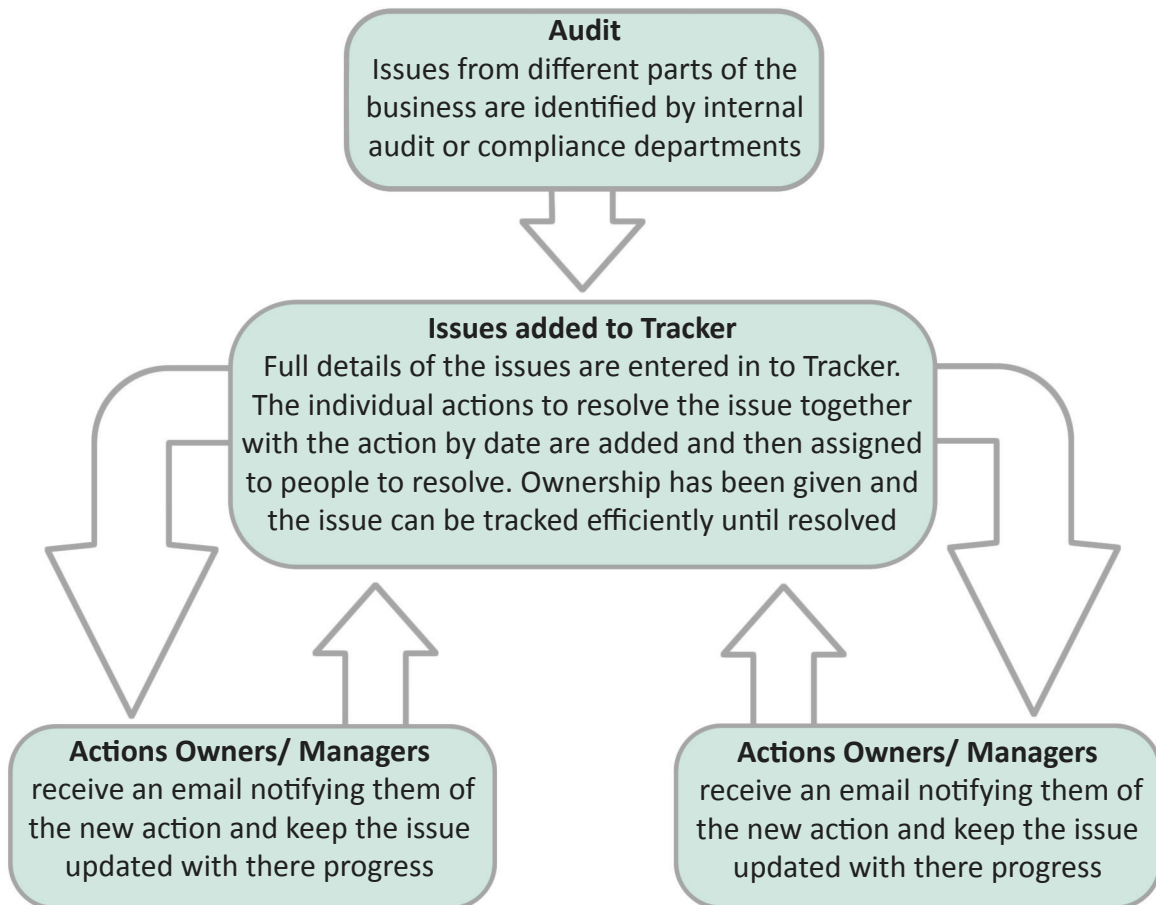 Audit
Issues from different parts of the
business are identified by internal
audit or compliance departments
Issues added to Tracker
Full details of the issues are entered in to Tracker.
The individual actions to resolve the issue together
with the action by date are added and then assigned
to people to resolve. Ownership has been given and
the issue can be tracked efficiently until resolved
Actions Owners/ Managers
receive an email notifying them of
the new action and keep the issue
updated with there progress
Actions Owners/ Managers
receive an email notifying them of
the new action and keep the issue
updated with there progress